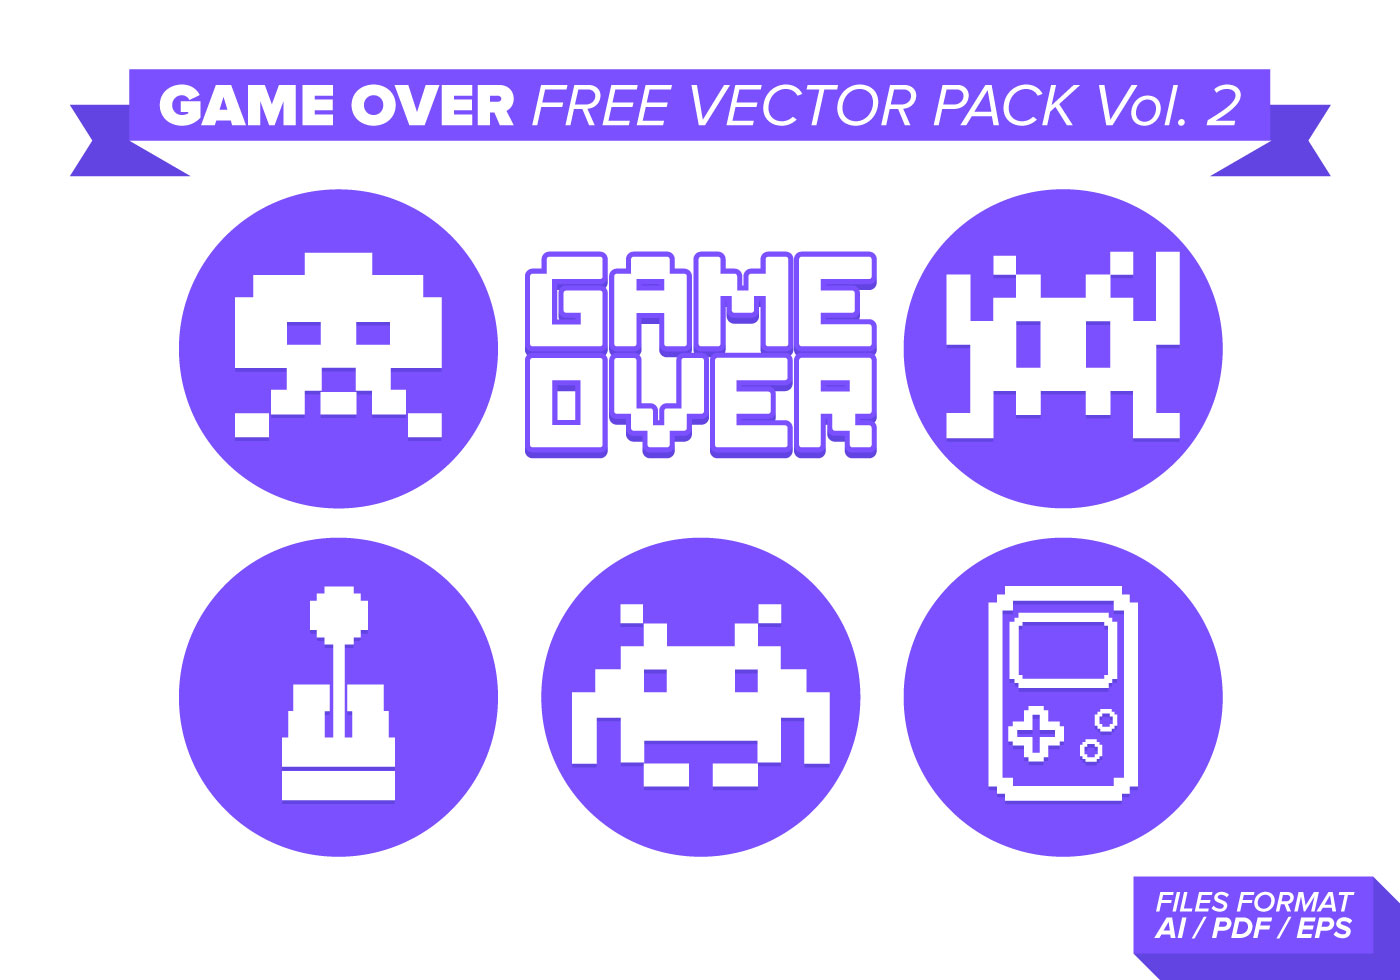 GAME OVER FREE VECTOR PACK Vol. 2
GAME
OVER
FILES FORMAT
AI / PDF / EPS